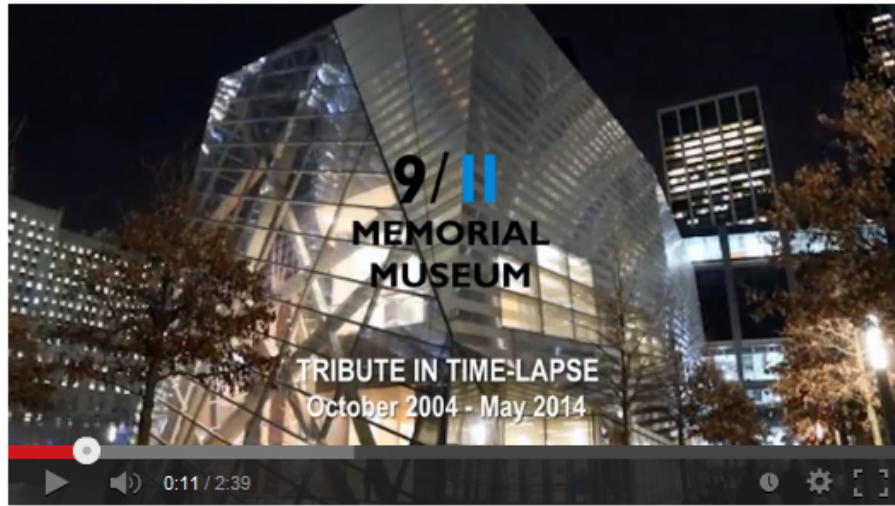 9/11
MEMORIAL
MUSEUM
TRIBUTE IN TIME-LAPSE
October 2004 - May 2014
0:11 / 2:39